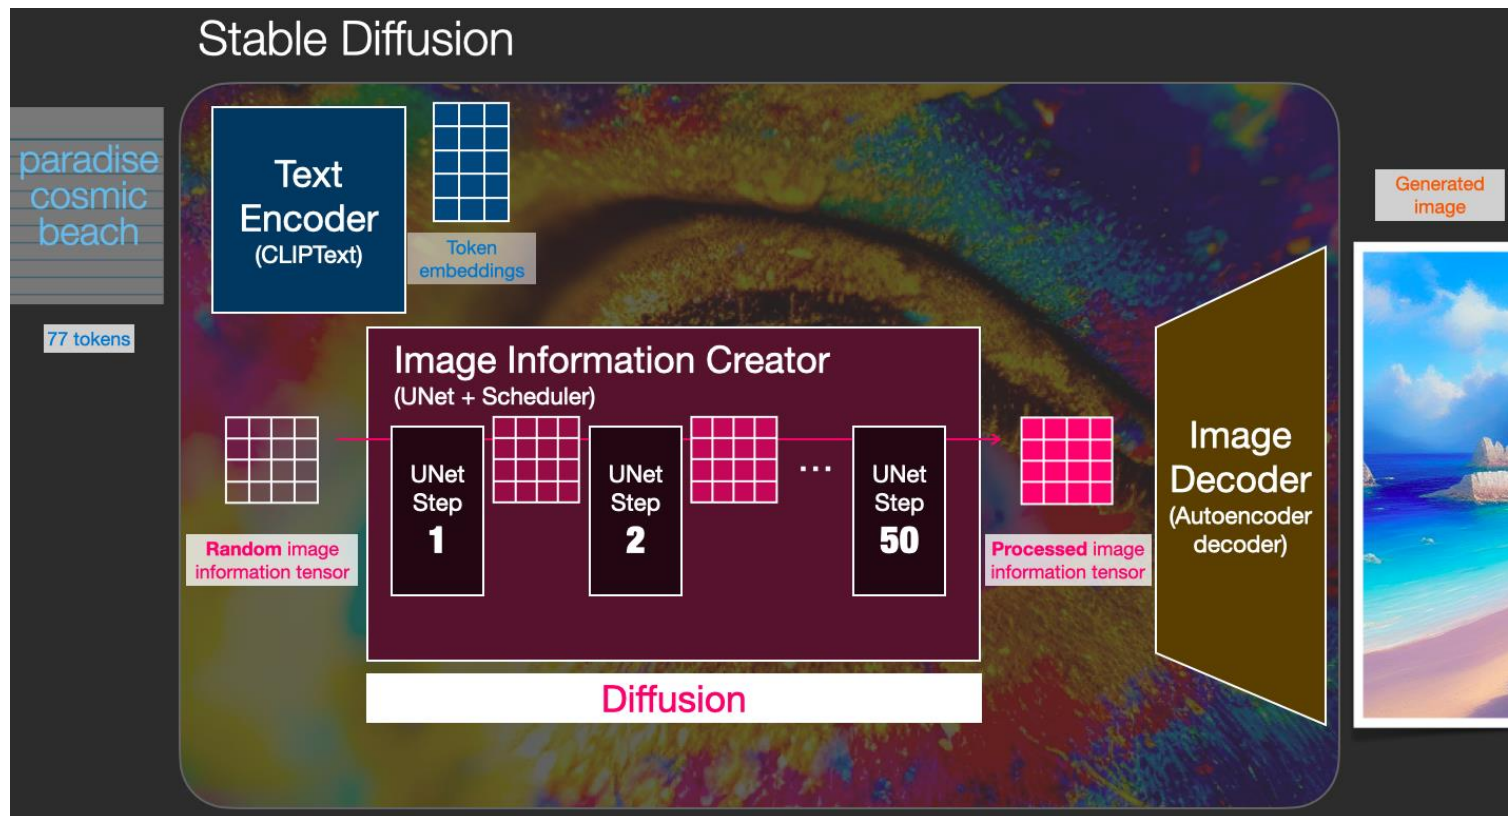 Stable Diffusion
paradise
cosmic
beach
77 tokens
Text
Encoder
(CLIPText)
Token
embeddings
Image Information Creator
(UNet + Scheduler)
UNet
Step
1
UNet
Step
2
...
UNet
Step
50
Random image
information tensor
Processed image
information tensor
Diffusion
Image
Decoder
(Autoencoder
decoder)
Generated
image